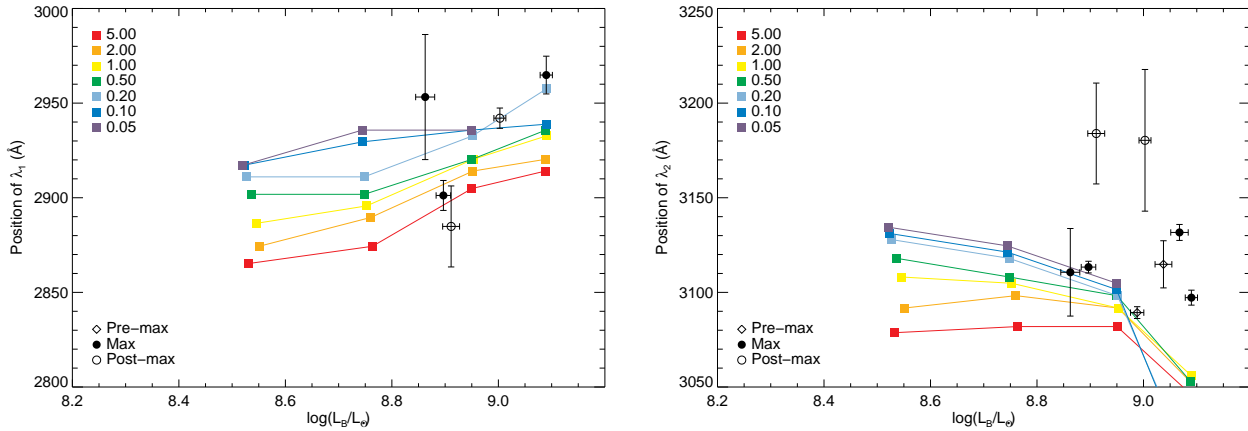 3000
2950
2900
2850
2800
Position of λ₁ (Å)
5.00
2.00
1.00
0.50
0.20
0.10
0.05
Pre−max
Max
Post−max
8.2 8.4 8.6 8.8 9.0
log(L_B/L_⊙)
3250
3200
3150
3100
3050
Position of λ₂ (Å)
5.00
2.00
1.00
0.50
0.20
0.10
0.05
Pre−max
Max
Post−max
8.2 8.4 8.6 8.8 9.0
log(L_B/L_⊙)